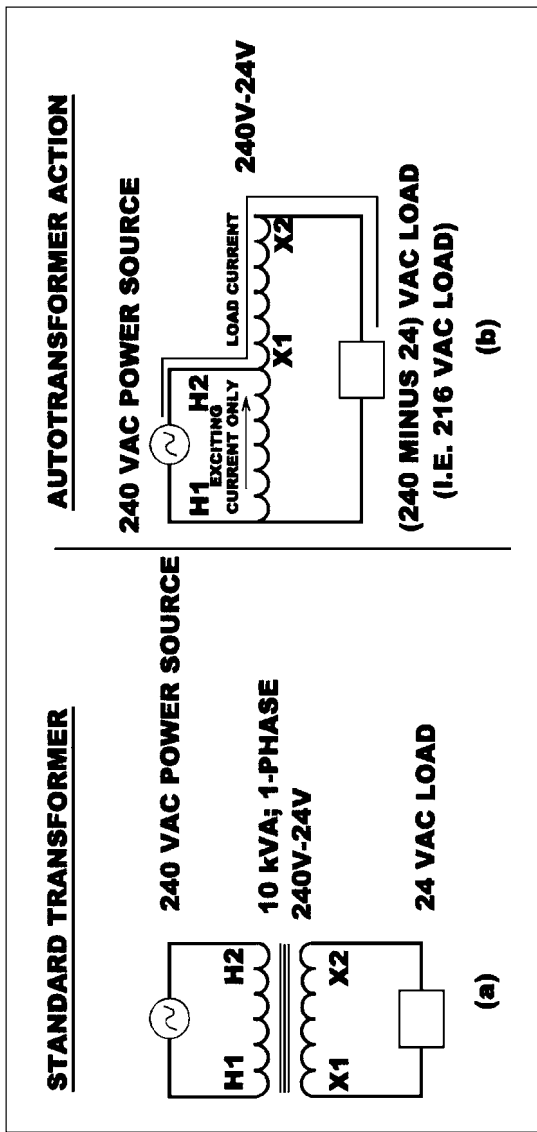 STANDARD TRANSFORMER
240 VAC POWER SOURCE
H1 H2
10 kVA; 1-PHASE
240V-24V
X1 X2
24 VAC LOAD
(a)
AUTOTRANSFORMER ACTION
240 VAC POWER SOURCE
H1 H2
EXCITING
CURRENT ONLY
LOAD CURRENT
240V-24V
X1 X2
(240 MINUS 24) VAC LOAD
(I.E. 216 VAC LOAD)
(b)